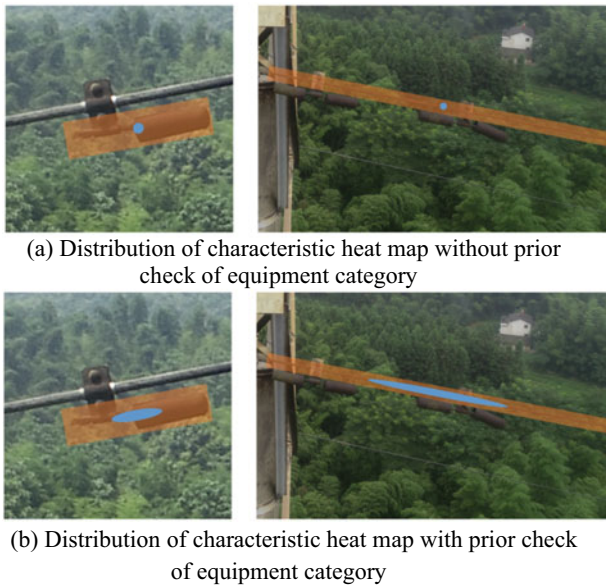 (a) Distribution of characteristic heat map without prior
check of equipment category
(b) Distribution of characteristic heat map with prior check
of equipment category